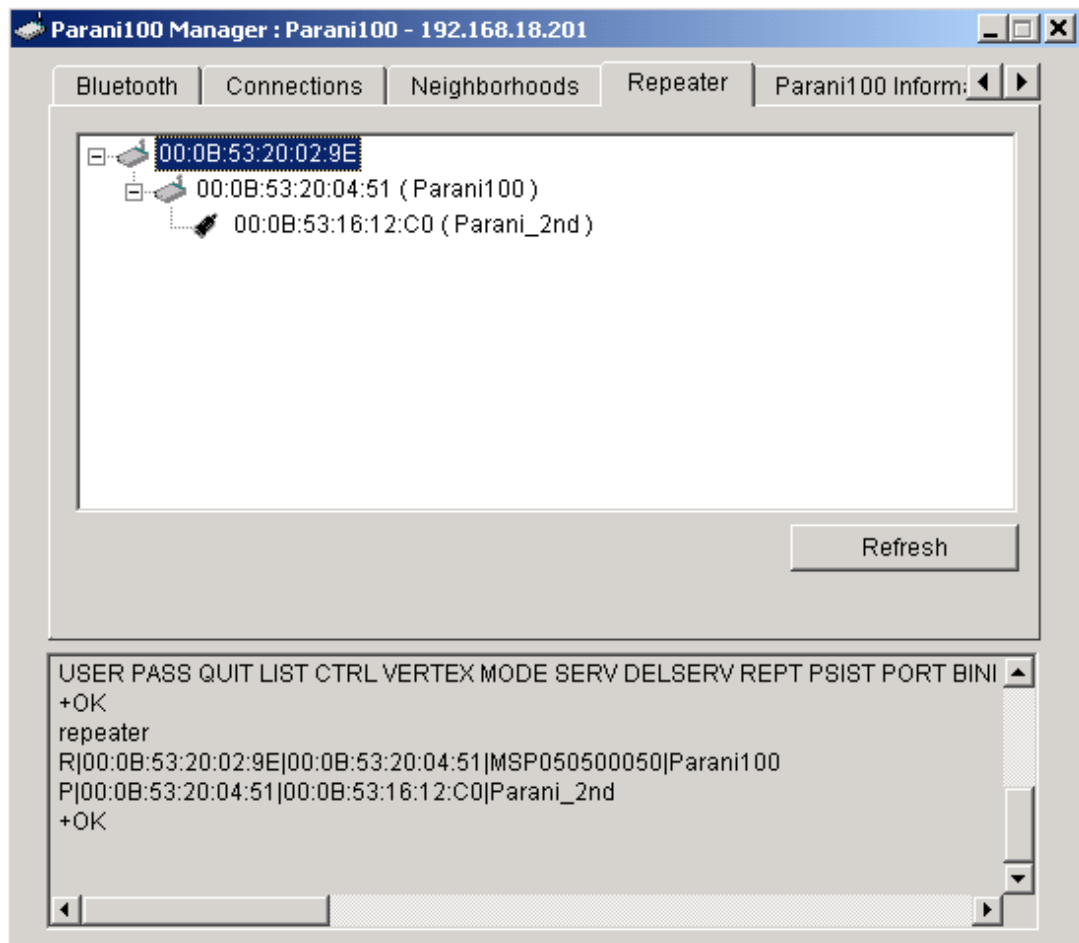 Parani100 Manager : Parani100 - 192.168.18.201
Bluetooth Connections Neighborhoods Repeater Parani100 Inform
00:0B:53:20:02:9E
00:0B:53:20:04:51 ( Parani100 )
00:0B:53:16:12:C0 ( Parani_2nd )
Refresh
USER PASS QUIT LIST CTRL VERTEX MODE SERV DELSERV REPT PSIST PORT BINI
+OK
repeater
R|00:0B:53:20:02:9E|00:0B:53:20:04:51|MSP050500050|Parani100
P|00:0B:53:20:04:51|00:0B:53:16:12:C0|Parani_2nd
+OK